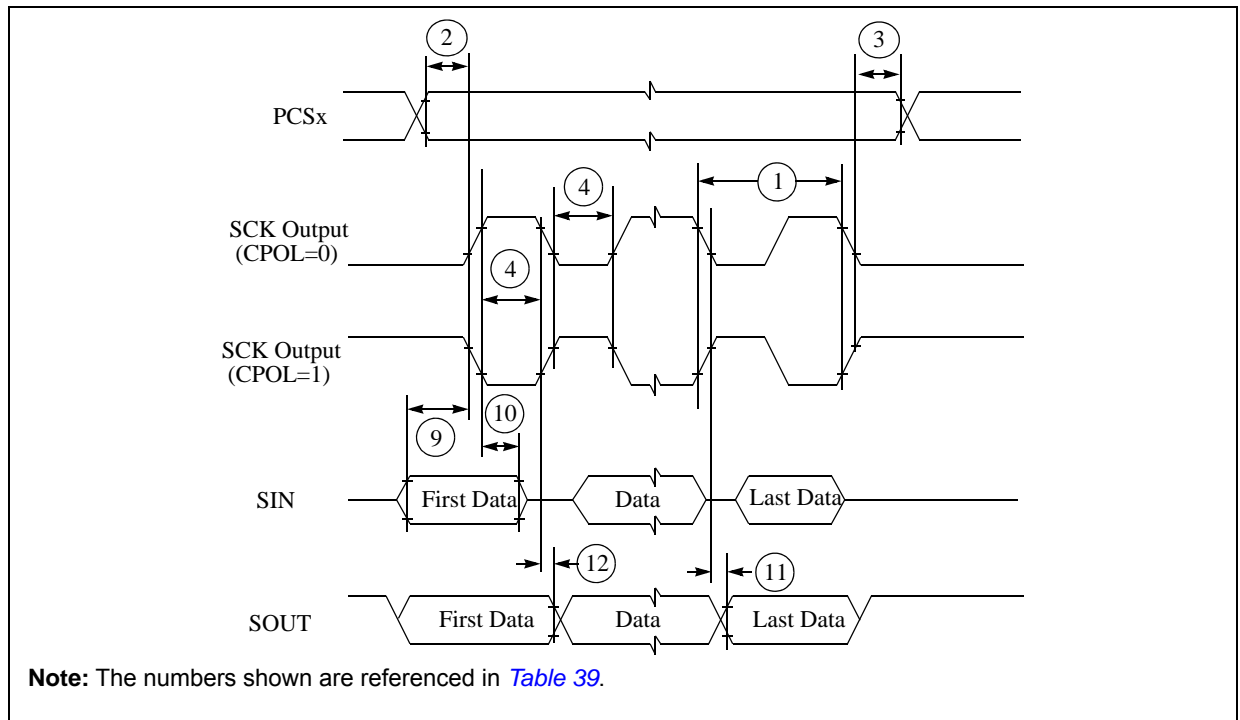 2
3
PCSx
1
4
SCK Output
(CPOL=0)
4
SCK Output
(CPOL=1)
10
9
SIN
First Data
Data
Last Data
12
11
SOUT
First Data
Data
Last Data
Note: The numbers shown are referenced in Table 39.